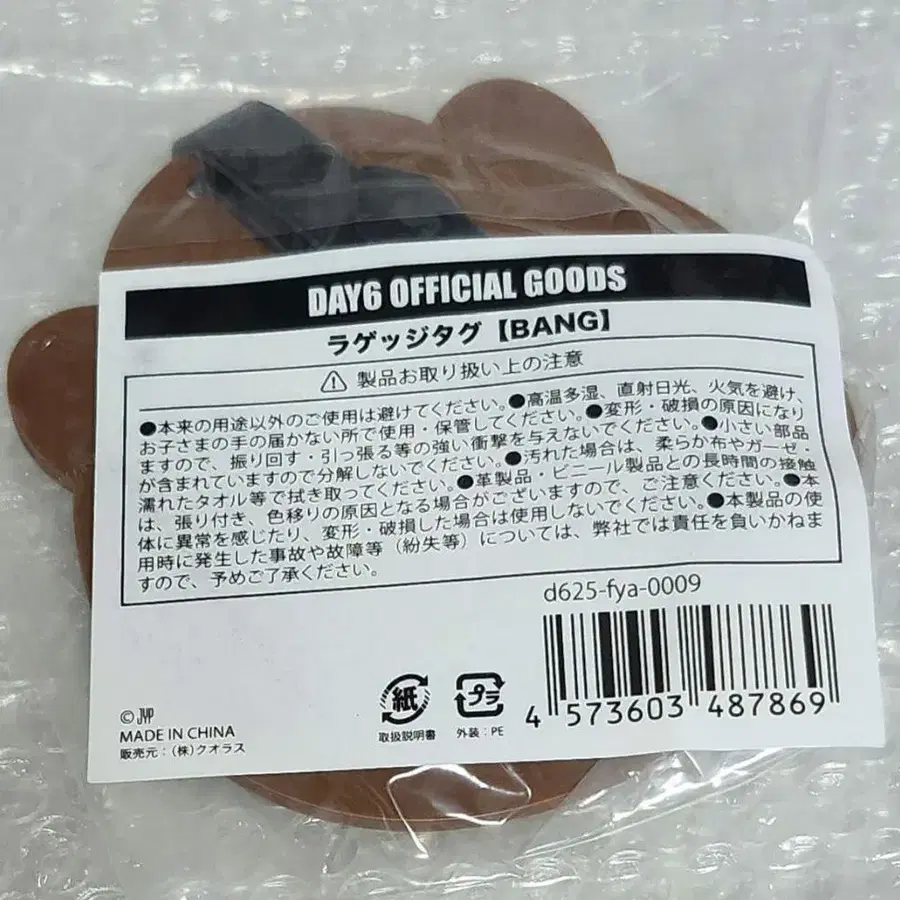 DAY6 OFFICIAL GOODS
ラゲッジタグ【BANG】
⚠ 製品お取り扱い上の注意
●本来の用途以外のご使用は避けてください。●高温多湿、直射日光、火気を避け、
お子さまの手の届かない所で使用・保管してください。●変形・破損の原因になり
ますので、振り回す・引っ張る等の強い衝撃を与えないでください。●小さい部品
が含まれていますので分解しないでください。●汚れた場合は、柔らか布やガーゼ・
濡れたタオル等で拭き取ってください。●革製品・ビニール製品との長時間の接触
は、張り付き、色移りの原因となる場合がございますので、ご注意ください。●本
体に異常を感じたり、変形・破損した場合は使用しないでください。●本製品の使
用時に発生した事故や故障等（紛失等）については、弊社では責任を負いかねま
すので、予めご了承ください。
d625-fya-0009
4 573603 487869
紙
取扱説明書
プラ
外装：PE
© JYP
MADE IN CHINA
販売元：（株）クオラス